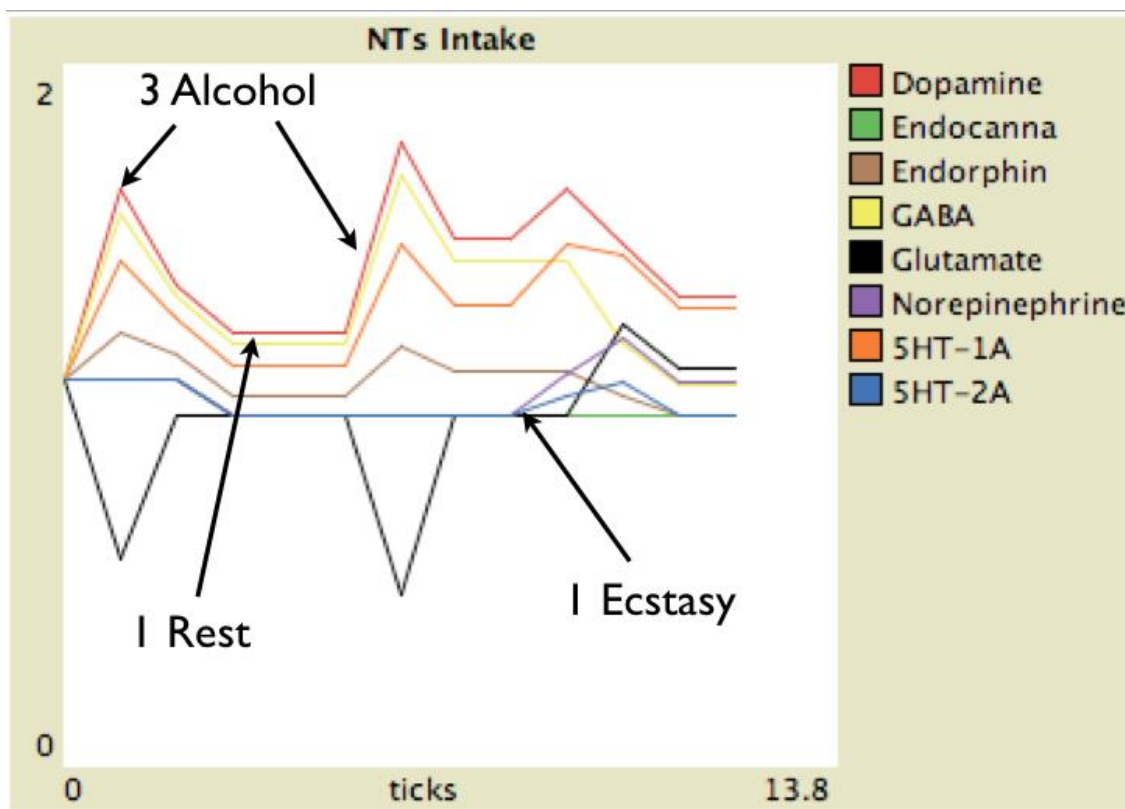 NTs Intake
2
3 Alcohol
1 Rest
1 Ecstasy
0
0
ticks
13.8
Dopamine
Endocanna
Endorphin
GABA
Glutamate
Norepinephrine
5HT-1A
5HT-2A